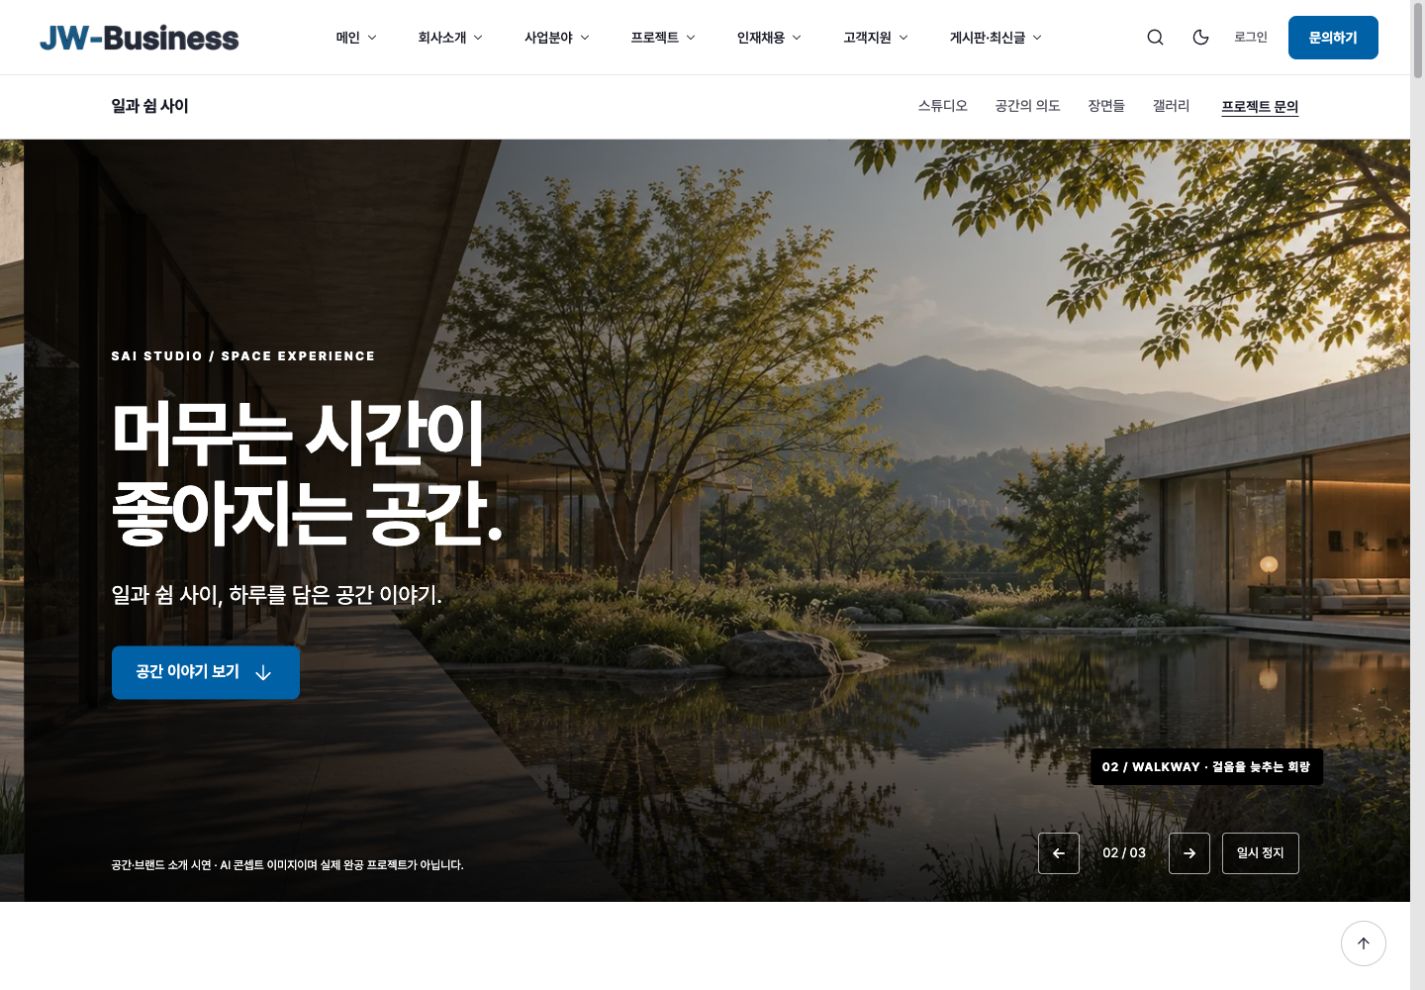 JW-Business
메인
회사소개
사업분야
프로젝트
인재채용
고객지원
게시판·최신글
로그인
문의하기
일과 쉼 사이
스튜디오
공간의 의도
장면들
갤러리
프로젝트 문의
SAI STUDIO / SPACE EXPERIENCE
머무는 시간이
좋아지는 공간.
일과 쉼 사이, 하루를 담은 공간 이야기.
공간 이야기 보기
02 / WALKWAY · 걸음을 늦추는 회랑
공간·브랜드 소개 시연 · AI 콘셉트 이미지이며 실제 완공 프로젝트가 아닙니다.
02 / 03
일시 정지